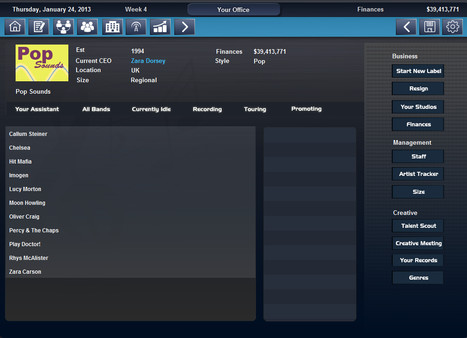 Thursday, January 24, 2013 Week 4 Your Office Finances $39,413,771
Pop
Sounds
Est 1994 Finances $39,413,771
Current CEO Zara Dorsey Style Pop
Location UK
Size Regional
Pop Sounds
Your Assistant All Bands Currently Idle Recording Touring Promoting
Callum Steiner
Chelsea
Hit Mafia
Imogen
Lucy Morton
Moon Howling
Oliver Craig
Percy & The Chaps
Play Doctor!
Rhys McAlister
Zara Carson
Business
Start New Label
Resign
Your Studios
Finances
Management
Staff
Artist Tracker
Size
Creative
Talent Scout
Creative Meeting
Your Records
Genres